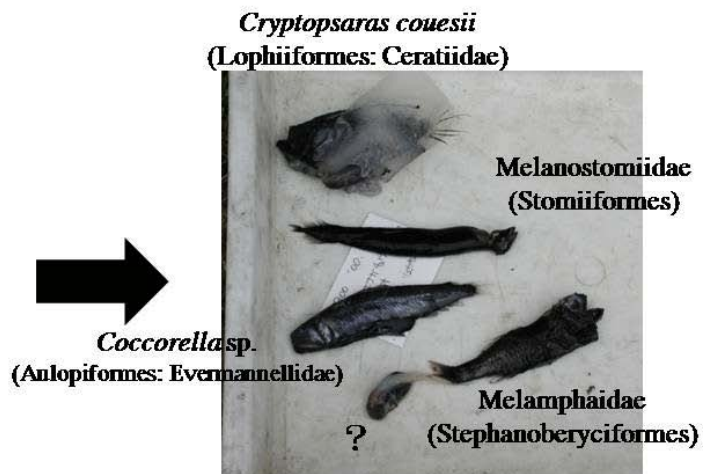 Cryptopsaras couesii
(Lophiiformes: Ceratiidae)
Melanostomiidae
(Stomiiformes)
Coccorella sp.
(Aulopiformes: Evermannellidae)
Melamphaidae
(Stephanoberyciformes)
?